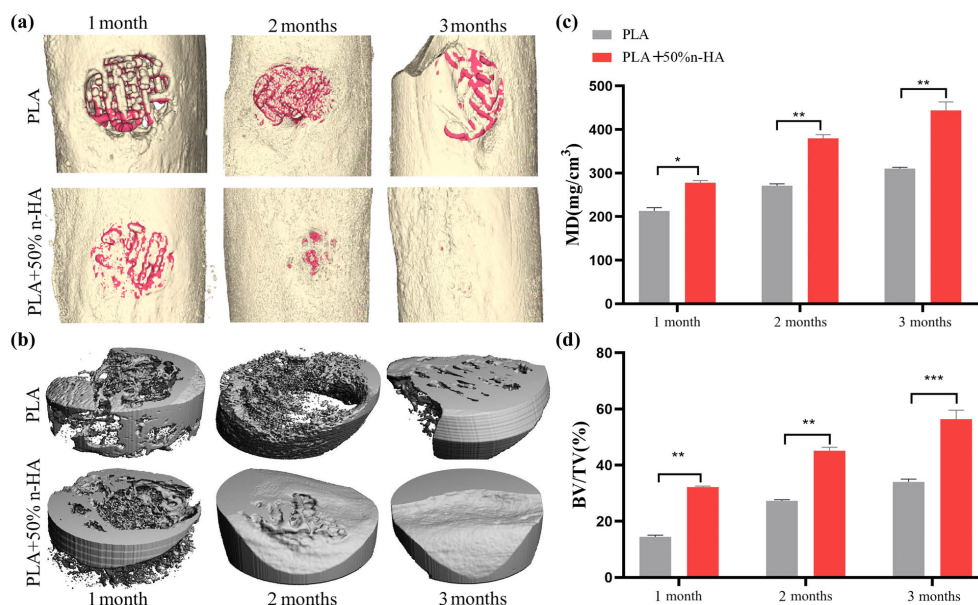 (a)
1 month
2 months
3 months
PLA
PLA+50% n-HA
(b)
PLA
PLA+50% n-HA
1 month
2 months
3 months
(c)
PLA
PLA+50%n-HA
MD(mg/cm³)
500
400
300
200
100
0
*
**
**
1 month
2 months
3 months
(d)
BV/TV(%)
80
60
40
20
0
**
**
***
1 month
2 months
3 months